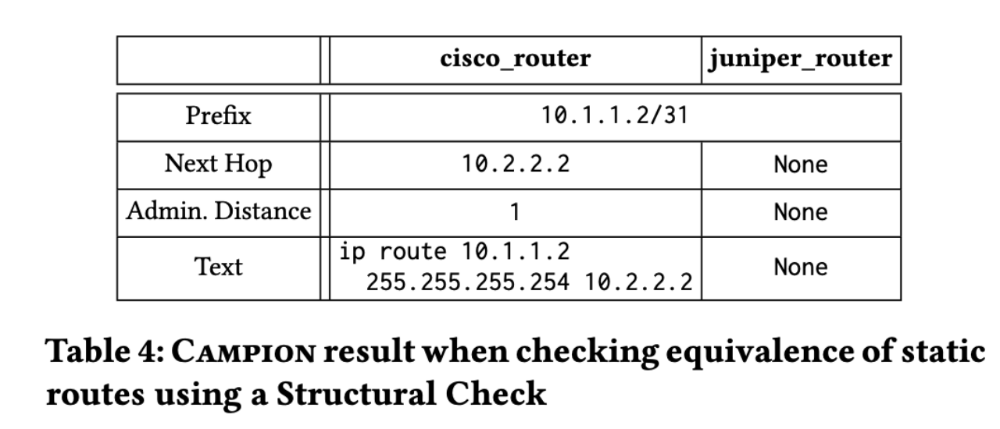 cisco_router juniper_router
Prefix 10.1.1.2/31
Next Hop 10.2.2.2 None
Admin. Distance 1 None
Text ip route 10.1.1.2
255.255.255.254 10.2.2.2 None
Table 4: CAMPION result when checking equivalence of static
routes using a Structural Check